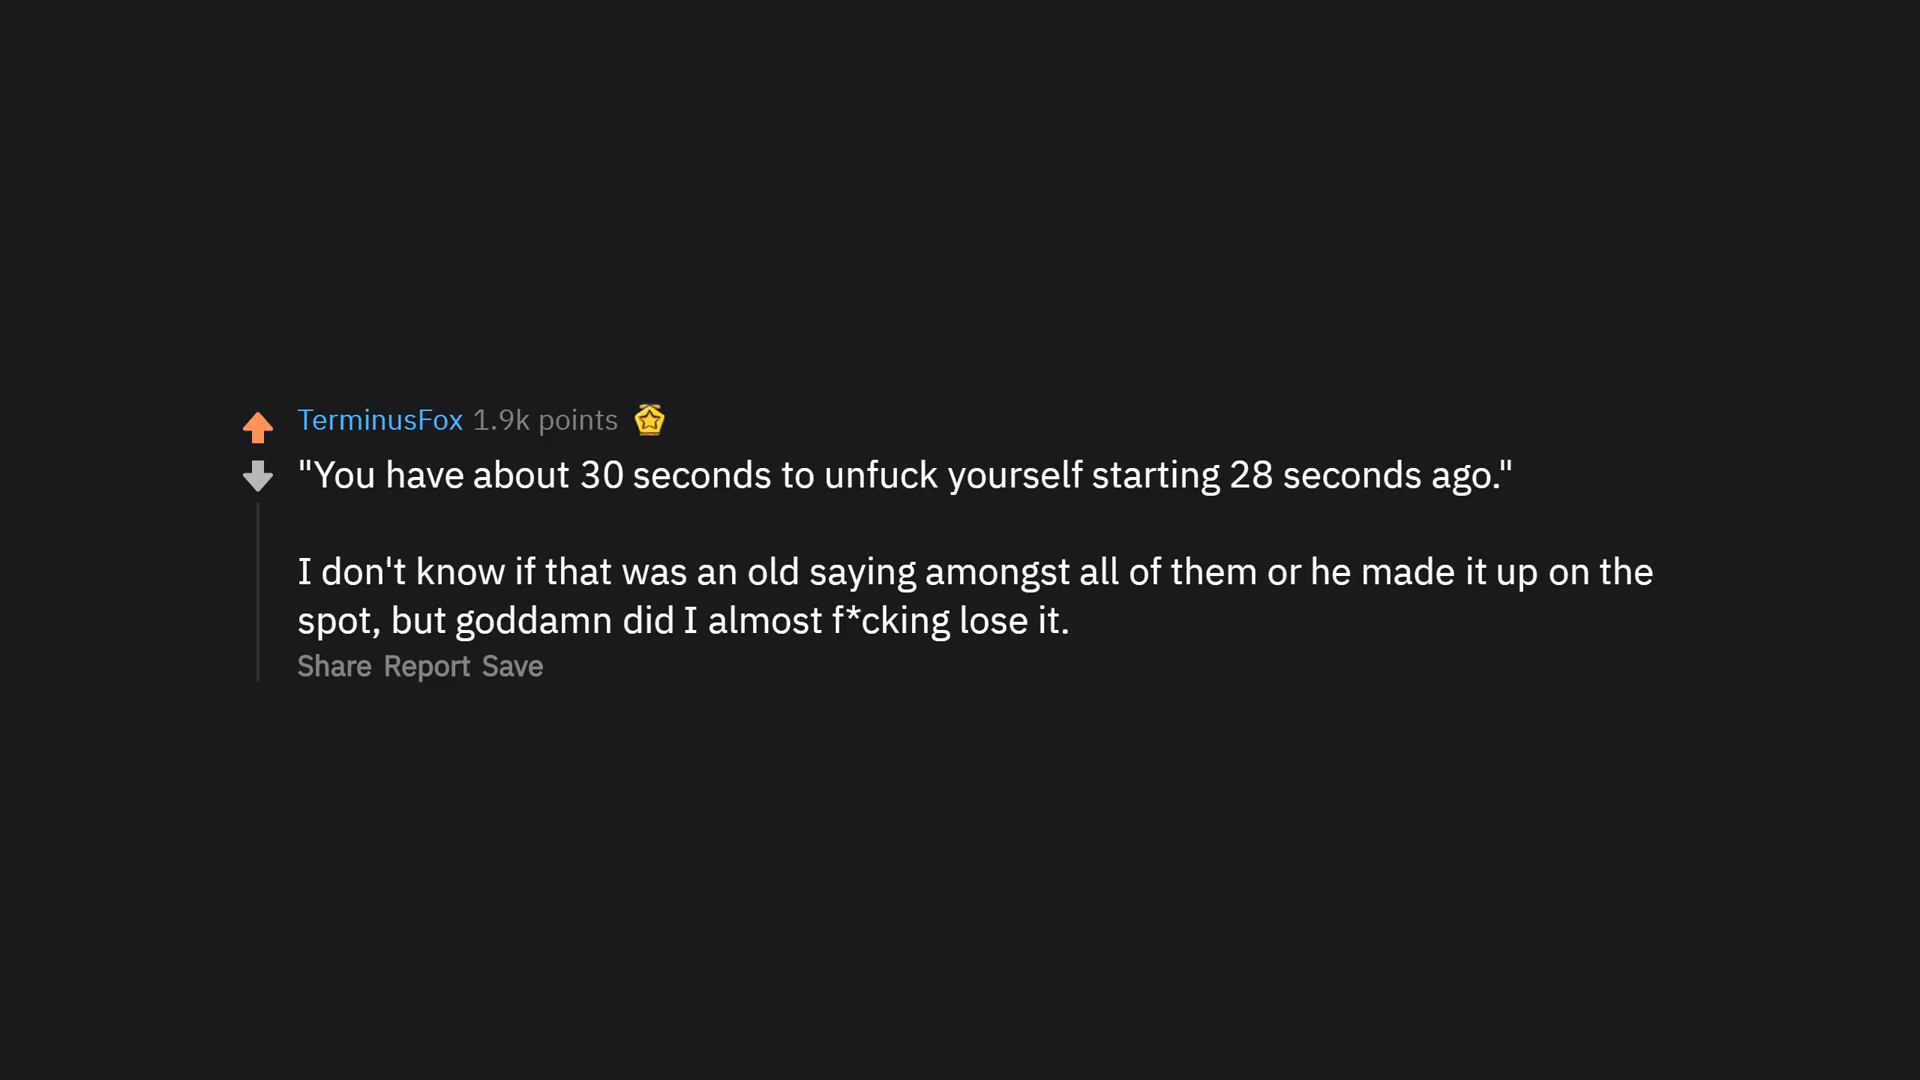 TerminusFox 1.9k points
"You have about 30 seconds to unfuck yourself starting 28 seconds ago."
I don't know if that was an old saying amongst all of them or he made it up on the
spot, but goddamn did I almost f*cking lose it.
Share Report Save